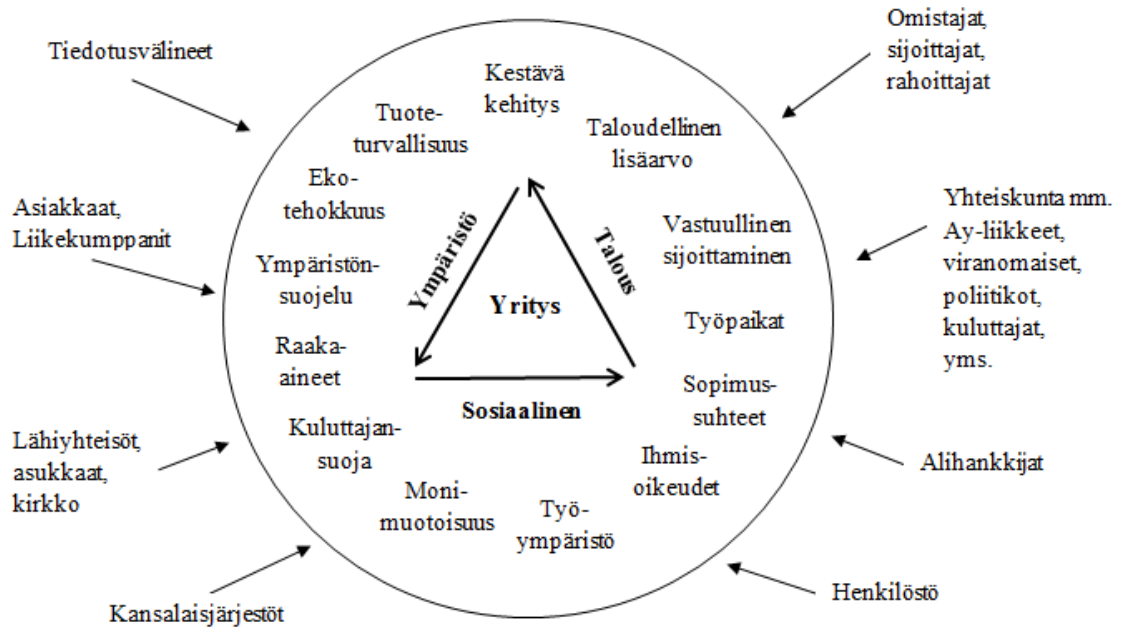 Tiedotusvälineet
Omistajat,
sijoittajat,
rahoittajat
Kestävä
kehitys
Tuote-
turvallisuus
Taloudellinen
lisäarvo
Eko-
tehokkuus
Asiakkaat,
Liikekumppanit
Yhteiskunta mm.
Ay-liikkeet,
viranomaiset,
poliitikot,
kuluttajat,
yms.
Vastuullinen
sijoittaminen
Ympäristö
Talous
Ympäristön-
suojelu
Yritys
Työpaikat
Raaka-
aineet
Sosiaalinen
Sopimus-
suhteet
Kuluttajan-
suoja
Lähiyhteisöt,
asukkaat,
kirkko
Ihmis-
oikeudet
Alihankkijat
Moni-
muotoisuus
Työ-
ympäristö
Henkilöstö
Kansalaisjärjestöt